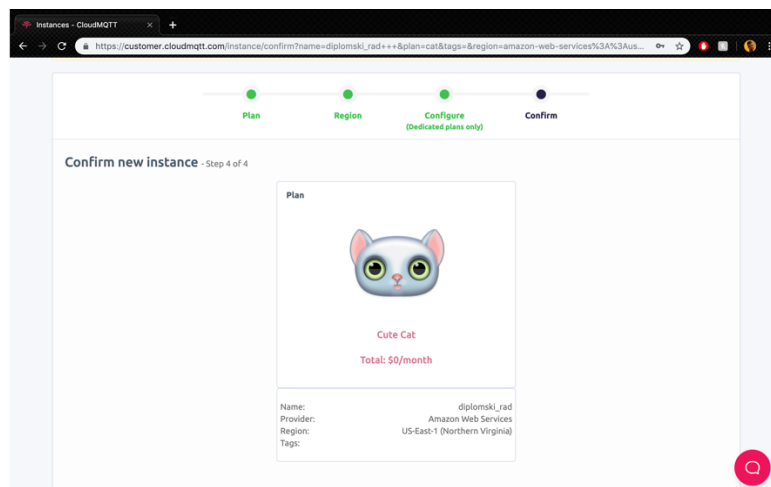 Instances - CloudMQTT
https://customer.cloudmqtt.com/instance/confirm?name=diplomski_rad+++&plan=cat&tags=&region=amazon-web-services%3A%3Aus...
Plan
Region
Configure
(Dedicated plans only)
Confirm
Confirm new instance - Step 4 of 4
Plan
Cute Cat
Total: $0/month
Name: diplomski_rad
Provider: Amazon Web Services
Region: US-East-1 (Northern Virginia)
Tags: